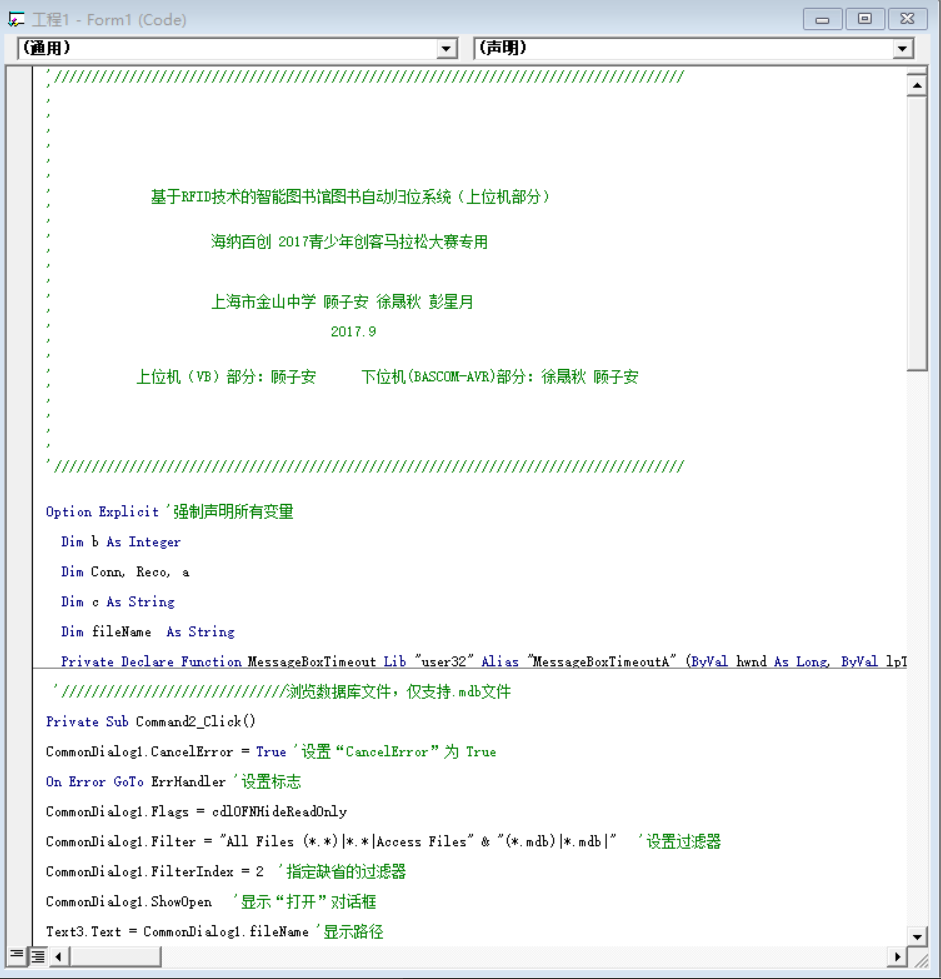 工程1 - Form1 (Code)
(通用) (声明)
'////////////////////////////////////////////////////////////////////////////////////
'
'
'
'
'
'
'
' 基于RFID技术的智能图书馆图书自动归位系统（上位机部分）
'
'
' 海纳百创 2017青少年创客马拉松大赛专用
'
'
'
' 上海市金山中学 顾子安 徐晟秋 彭星月
'
' 2017.9
'
'
' 上位机（VB）部分：顾子安 下位机(BASCOM-AVR)部分：徐晟秋 顾子安
'
'
'
'
'
'////////////////////////////////////////////////////////////////////////////////////
Option Explicit '强制声明所有变量
Dim b As Integer
Dim Conn, Reco, a
Dim c As String
Dim fileName As String
Private Declare Function MessageBoxTimeout Lib "user32" Alias "MessageBoxTimeoutA" (ByVal hwnd As Long, ByVal lpT
'//////////////////////////////浏览数据库文件，仅支持.mdb文件
Private Sub Command2_Click()
CommonDialog1.CancelError = True '设置“CancelError”为 True
On Error GoTo ErrHandler '设置标志
CommonDialog1.Flags = cdlOFNHideReadOnly
CommonDialog1.Filter = "All Files (*.*)|*.*|Access Files" & "(*.mdb)|*.mdb|" '设置过滤器
CommonDialog1.FilterIndex = 2 '指定缺省的过滤器
CommonDialog1.ShowOpen '显示“打开”对话框
Text3.Text = CommonDialog1.fileName '显示路径